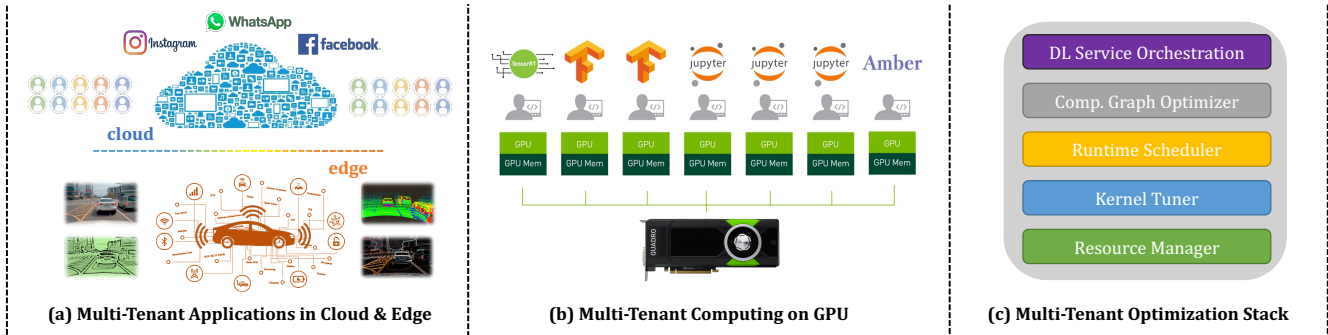 WhatsApp
Instagram
facebook.
cloud
edge
(a) Multi-Tenant Applications in Cloud & Edge
TensorRT
jupyter
jupyter
jupyter
Amber
GPU
GPU Mem
GPU
GPU Mem
GPU
GPU Mem
GPU
GPU Mem
GPU
GPU Mem
GPU
GPU Mem
GPU
GPU Mem
QUADRO
(b) Multi-Tenant Computing on GPU
DL Service Orchestration
Comp. Graph Optimizer
Runtime Scheduler
Kernel Tuner
Resource Manager
(c) Multi-Tenant Optimization Stack